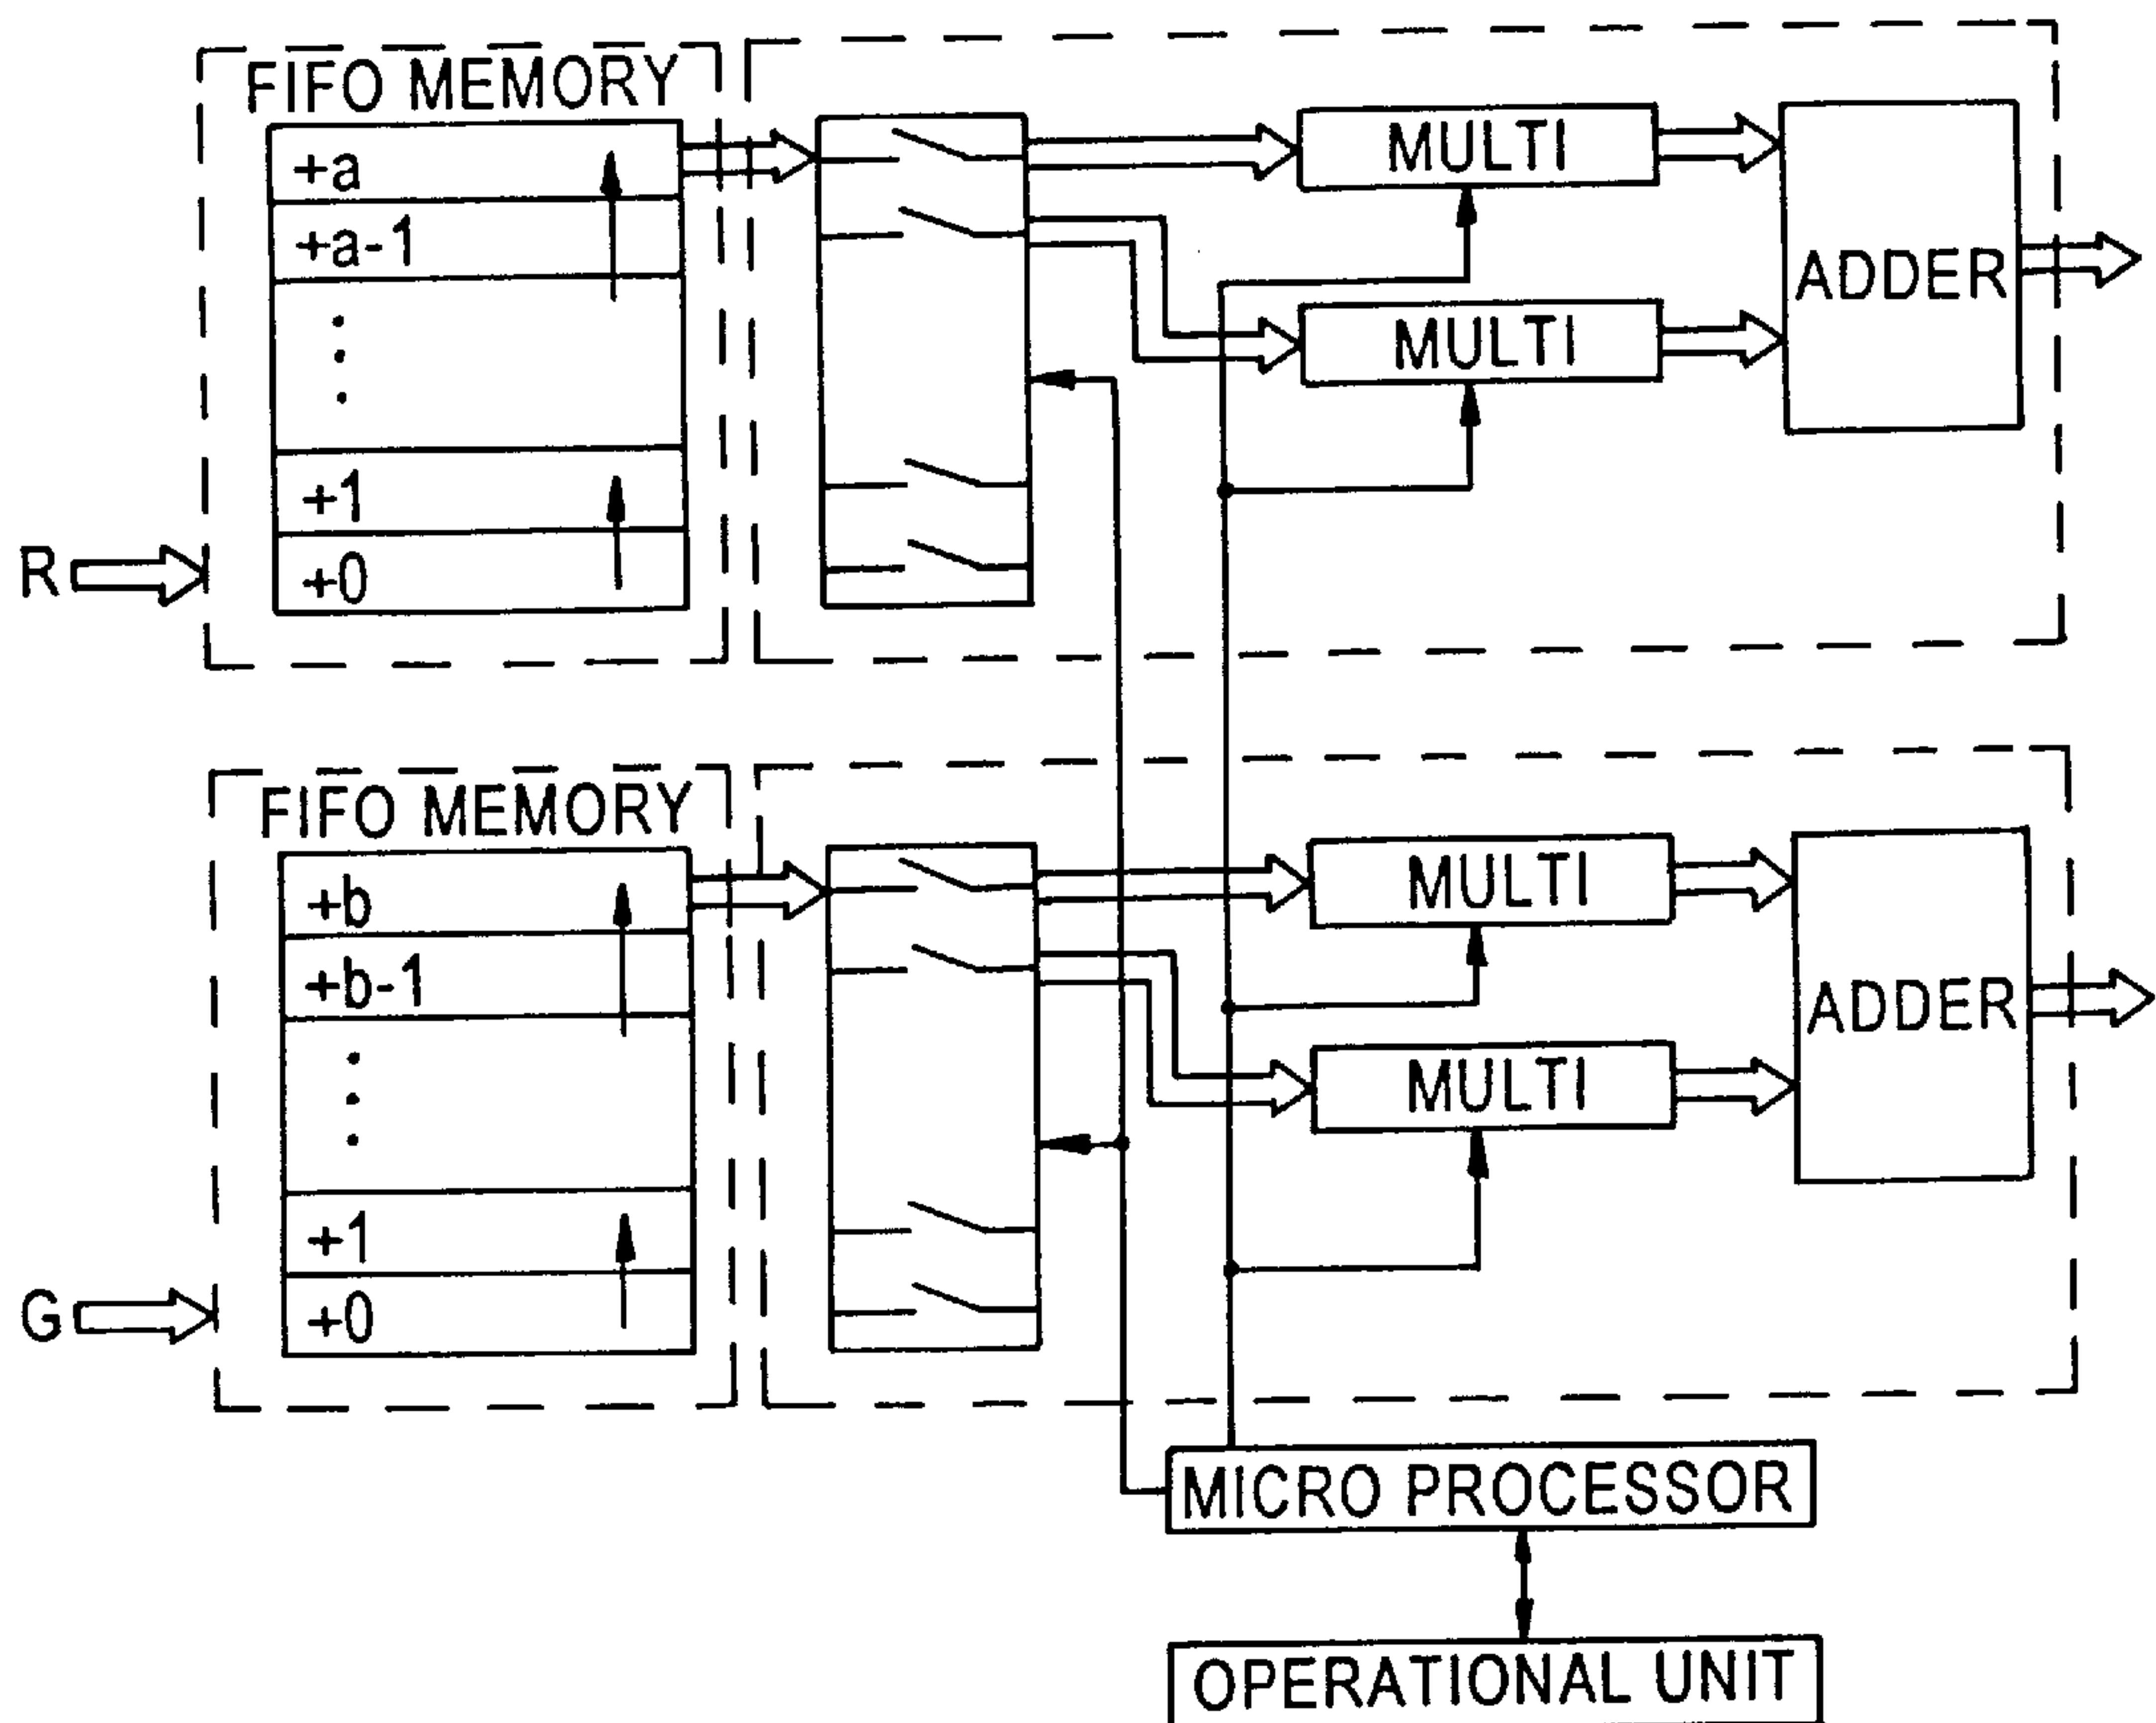 FIFO MEMORY
+a
+a-1
+1
+0
R
MULTI
MULTI
ADDER
FIFO MEMORY
+b
+b-1
+1
+0
G
MULTI
MULTI
ADDER
MICRO PROCESSOR
OPERATIONAL UNIT